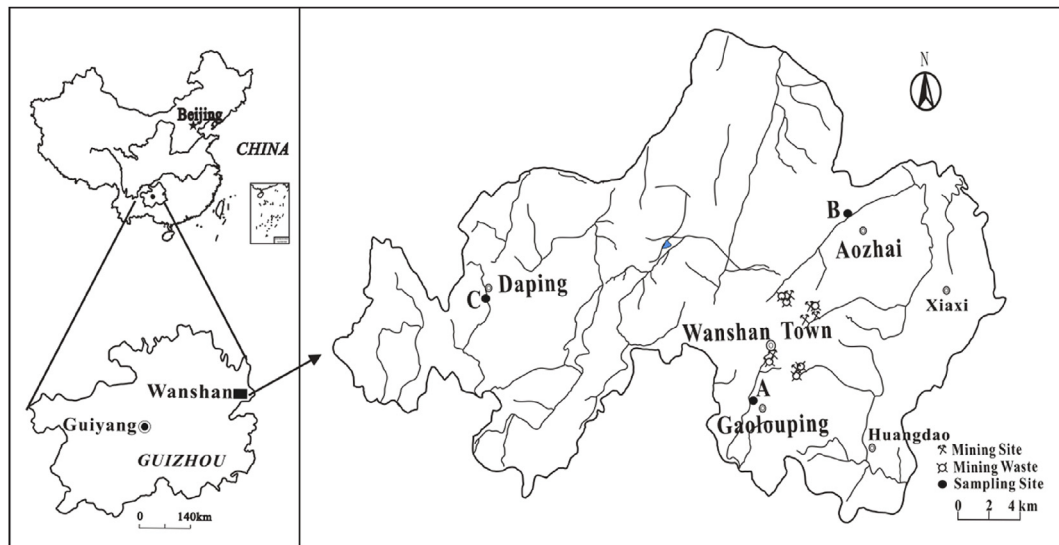 Beijing
CHINA
Wanshan
Guiyang
GUIZHOU
0 140km
N
B
Aozhai
Daping
C
Xiaxi
Wanshan Town
A
Gaolouping
Huangdao
Mining Site
Mining Waste
Sampling Site
0 2 4 km